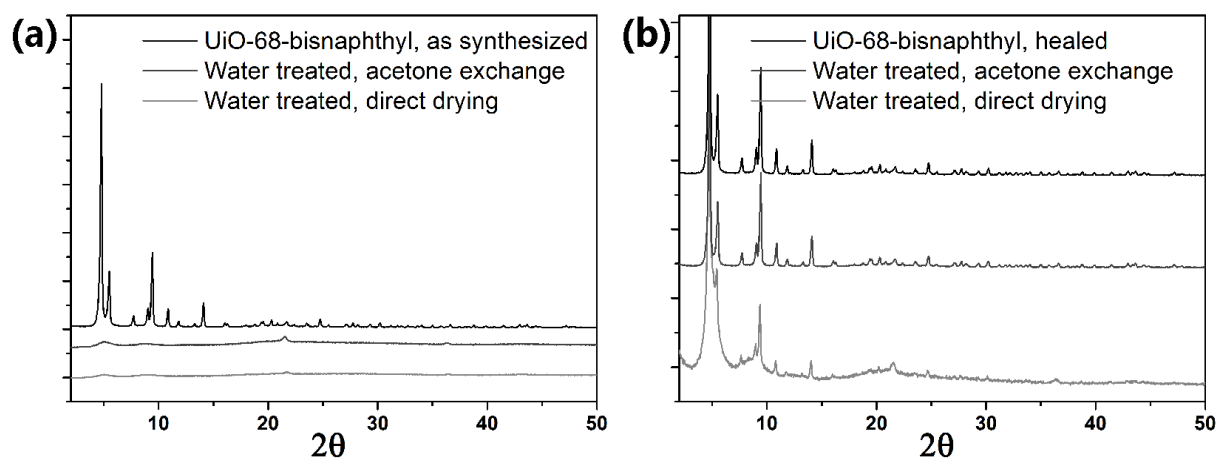 (a)
UiO-68-bisnaphthyl, as synthesized
Water treated, acetone exchange
Water treated, direct drying
10 20 30 40 50
2θ
(b)
UiO-68-bisnaphthyl, healed
Water treated, acetone exchange
Water treated, direct drying
10 20 30 40 50
2θ